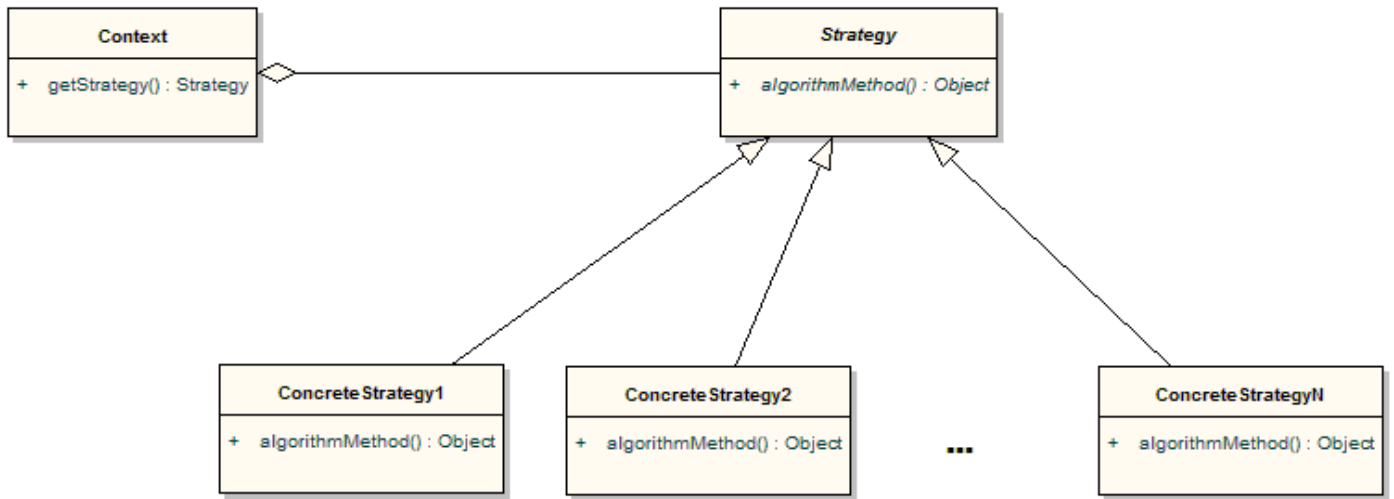 Context
+ getStrategy() : Strategy
Strategy
+ algorithmMethod() : Object
ConcreteStrategy1
+ algorithmMethod() : Object
ConcreteStrategy2
+ algorithmMethod() : Object
...
ConcreteStrategyN
+ algorithmMethod() : Object